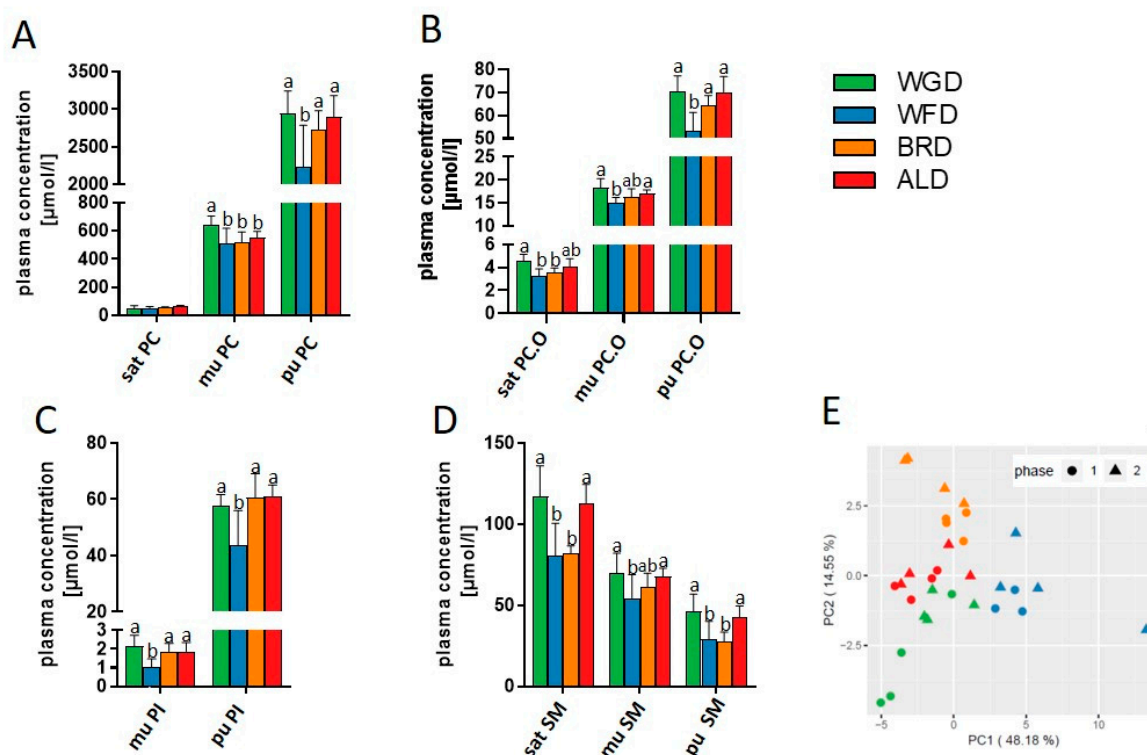 A
plasma concentration
[µmol/l]
3500
3000
2500
2000
800
600
400
200
0
a b a a
a b b b
sat PC
mu PC
pu PC
B
plasma concentration
[µmol/l]
80
70
60
50
25
20
15
10
6
4
2
0
a b a a
a b ab a
a b b ab
sat PC.O
mu PC.O
pu PC.O
WGD
WFD
BRD
ALD
C
plasma concentration
[µmol/l]
80
60
40
20
3
2
1
0
a b a a
a b a a
mu PI
pu PI
D
plasma concentration
[µmol/l]
150
100
50
0
a b b a
a b ab a
a b b a
sat SM
mu SM
pu SM
E
phase 1 2
PC2 ( 14.55 %)
2.5
0.0
-2.5
-5 0 5 10
PC1 ( 48.18 %)